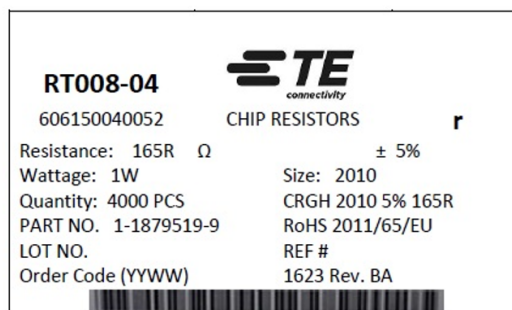 TE
connectivity
RT008-04
606150040052 CHIP RESISTORS r
Resistance: 165R Ω ± 5%
Wattage: 1W Size: 2010
Quantity: 4000 PCS CRGH 2010 5% 165R
PART NO. 1-1879519-9 RoHS 2011/65/EU
LOT NO. REF #
Order Code (YYWW) 1623 Rev. BA